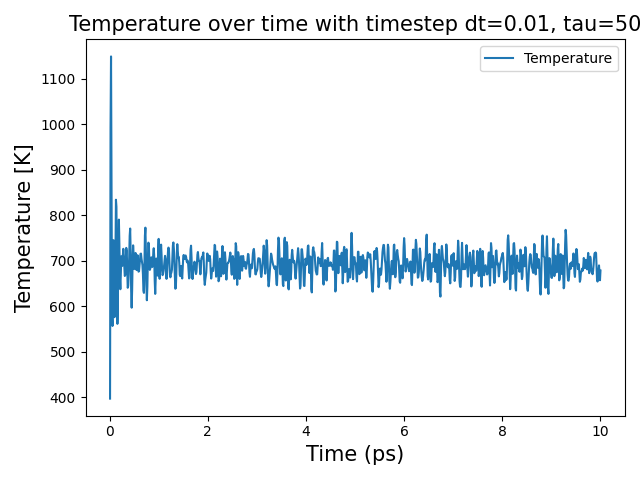 Temperature over time with timestep dt=0.01, tau=50
Temperature
Temperature [K]
1100
1000
900
800
700
600
500
400
0 2 4 6 8 10
Time (ps)